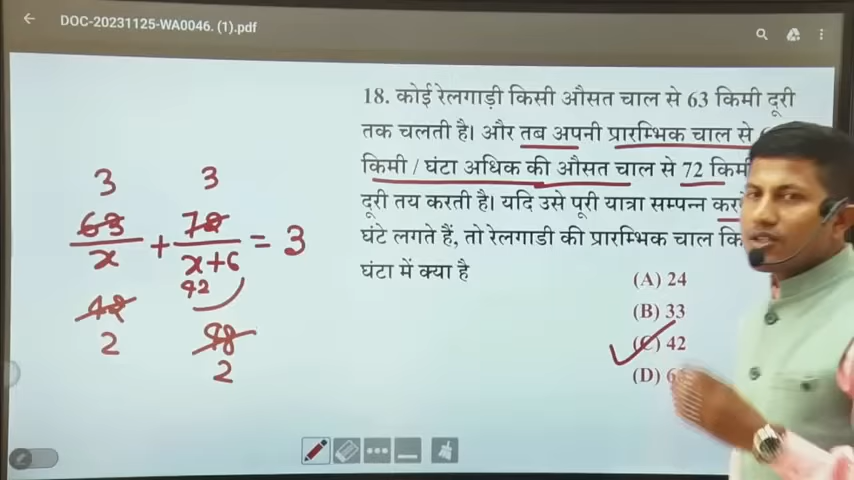 DOC-20231125-WA0046. (1).pdf
18. कोई रेलगाड़ी किसी औसत चाल से 63 किमी दूरी
तक चलती है। और तब अपनी प्रारम्भिक चाल से
किमी / घंटा अधिक की औसत चाल से 72 किमी
दूरी तय करती है। यदि उसे पूरी यात्रा सम्पन्न
घंटे लगते हैं, तो रेलगाडी की प्रारम्भिक चाल
घंटा में क्या है
(A) 24
(B) 33
(C) 42
(D)
3 3
63/x + 72/x+6 = 3
42
42 48
2 2